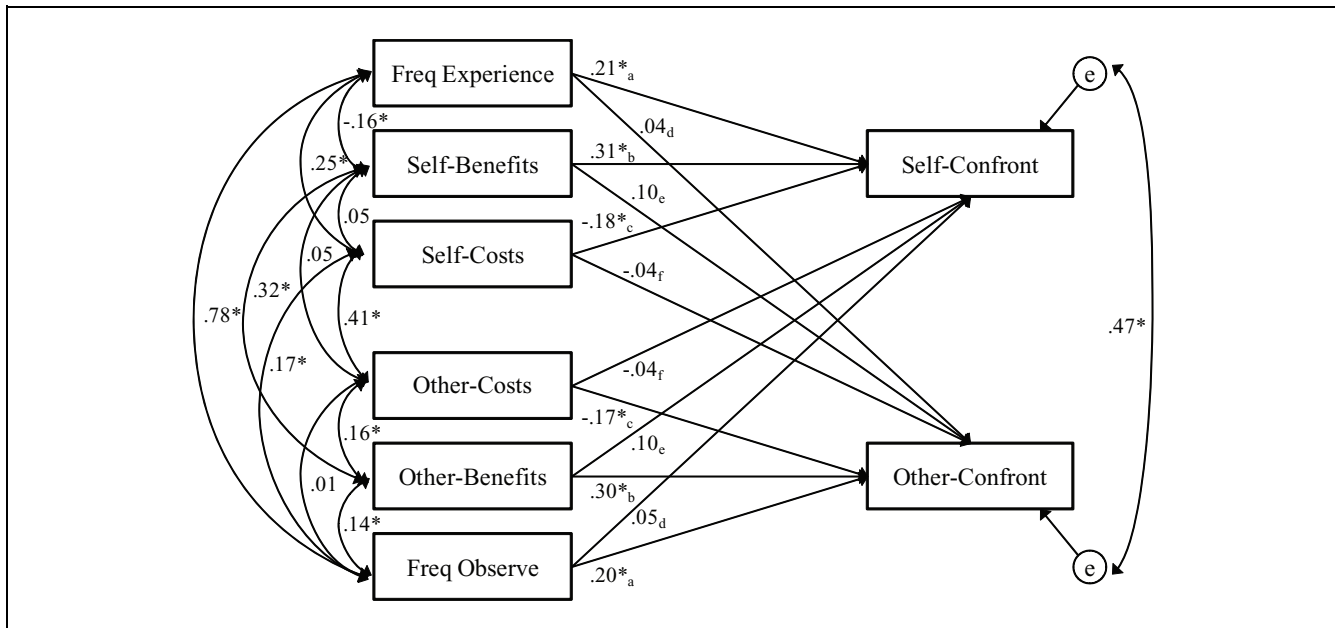 Freq Experience
Self-Benefits
Self-Costs
Other-Costs
Other-Benefits
Freq Observe
Self-Confront
Other-Confront
e
e
-.16*
.25*
.05
.05
.32*
.78*
.41*
.17*
.16*
.01
.14*
.21*a
.04d
.31*b
.10e
-.18*c
-.04f
-.04f
-.17*c
.10e
.30*b
.05d
.20*a
.47*